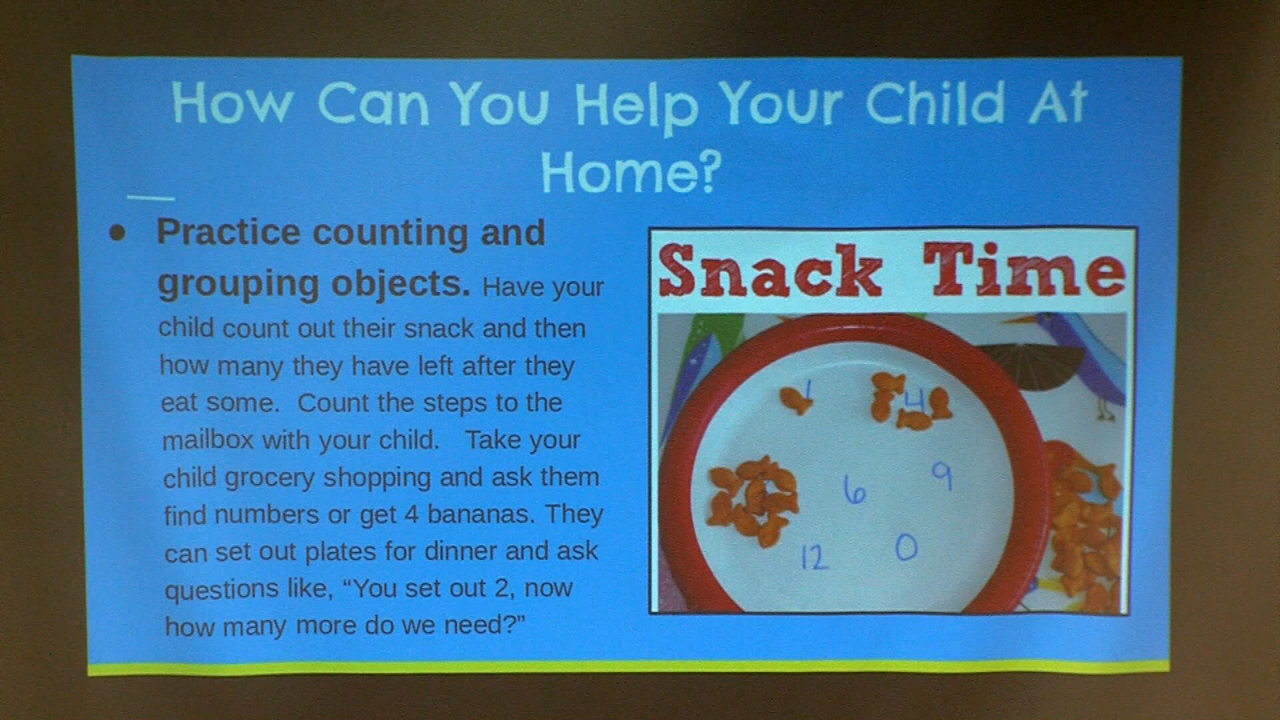 How Can You Help Your Child At
Home?
● Practice counting and
grouping objects. Have your
child count out their snack and then
how many they have left after they
eat some. Count the steps to the
mailbox with your child. Take your
child grocery shopping and ask them
find numbers or get 4 bananas. They
can set out plates for dinner and ask
questions like, “You set out 2, now
how many more do we need?”
Snack Time
1 4
6 9
12 0